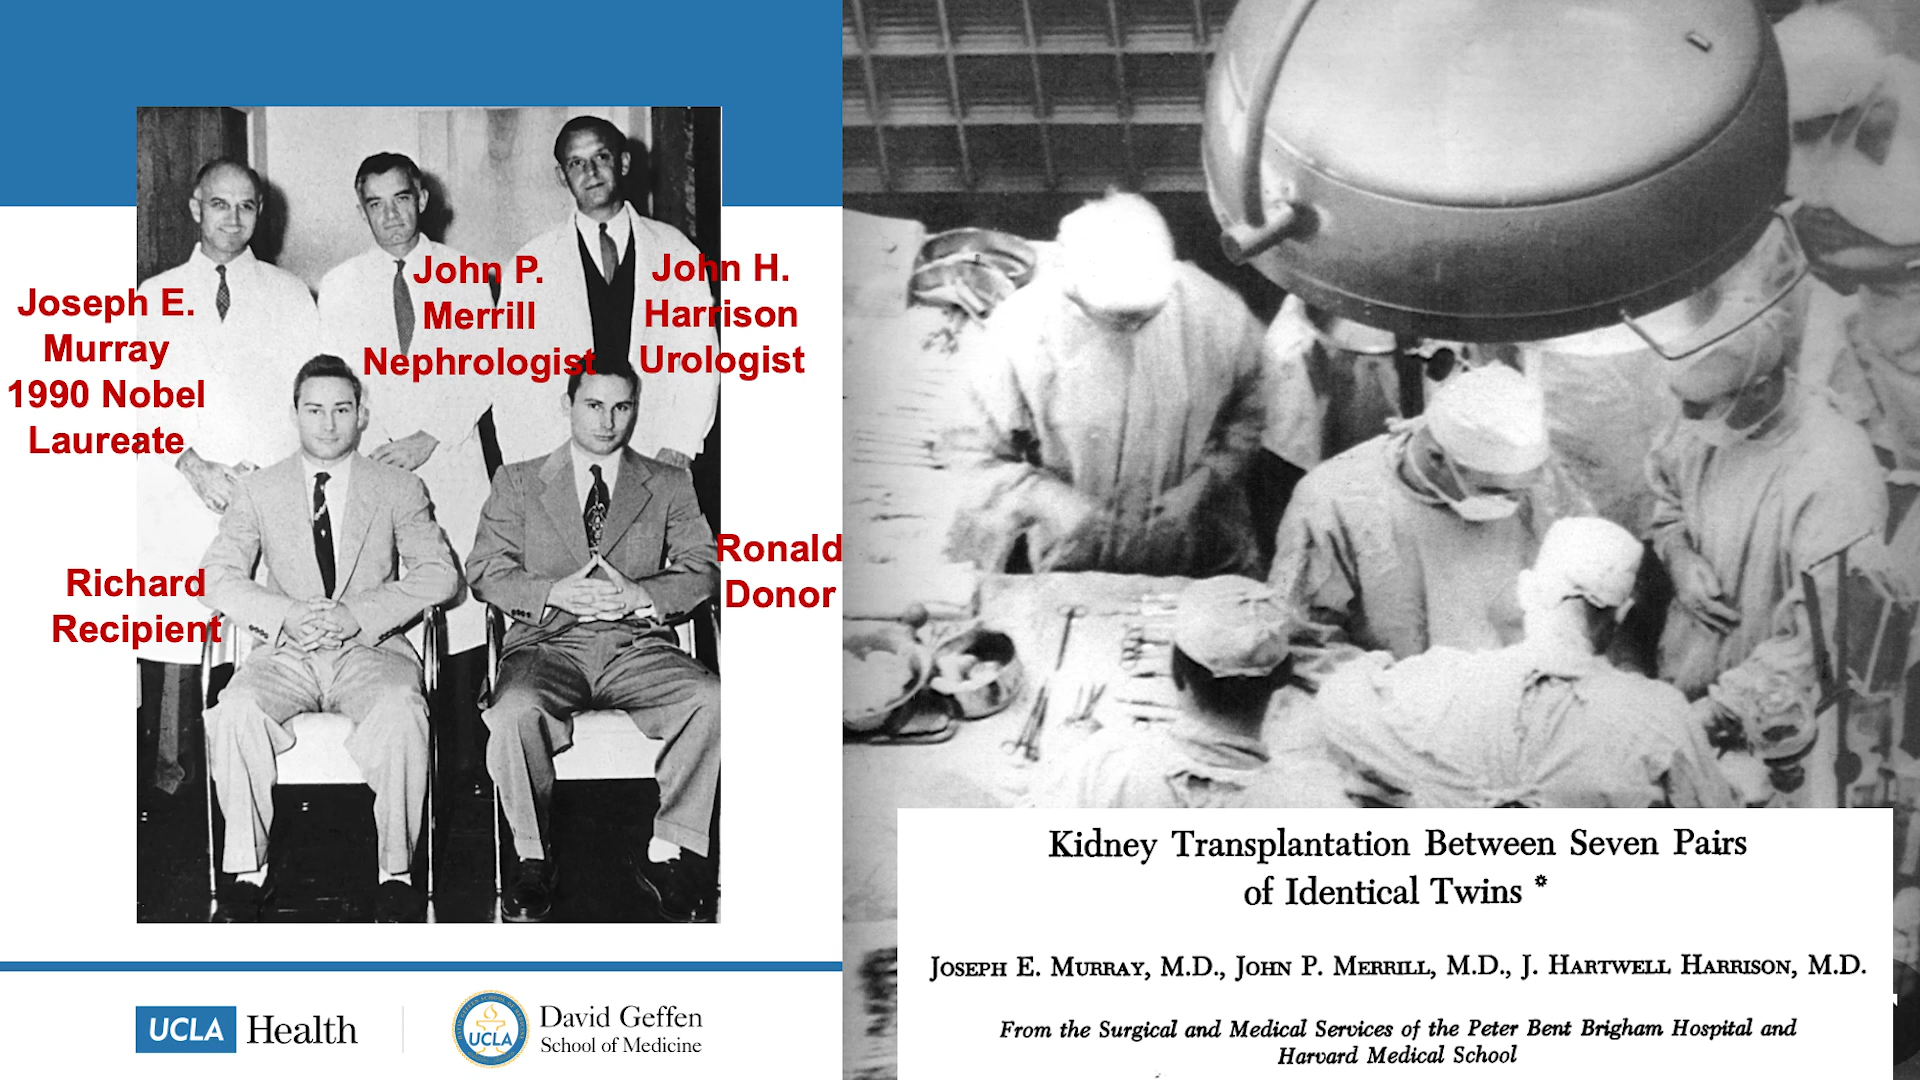 Joseph E.
Murray
1990 Nobel
Laureate
John P.
Merrill
Nephrologist
John H.
Harrison
Urologist
Richard
Recipient
Ronald
Donor
UCLA Health
UCLA
David Geffen
School of Medicine
Kidney Transplantation Between Seven Pairs
of Identical Twins *
JOSEPH E. MURRAY, M.D., JOHN P. MERRILL, M.D., J. HARTWELL HARRISON, M.D.
From the Surgical and Medical Services of the Peter Bent Brigham Hospital and
Harvard Medical School